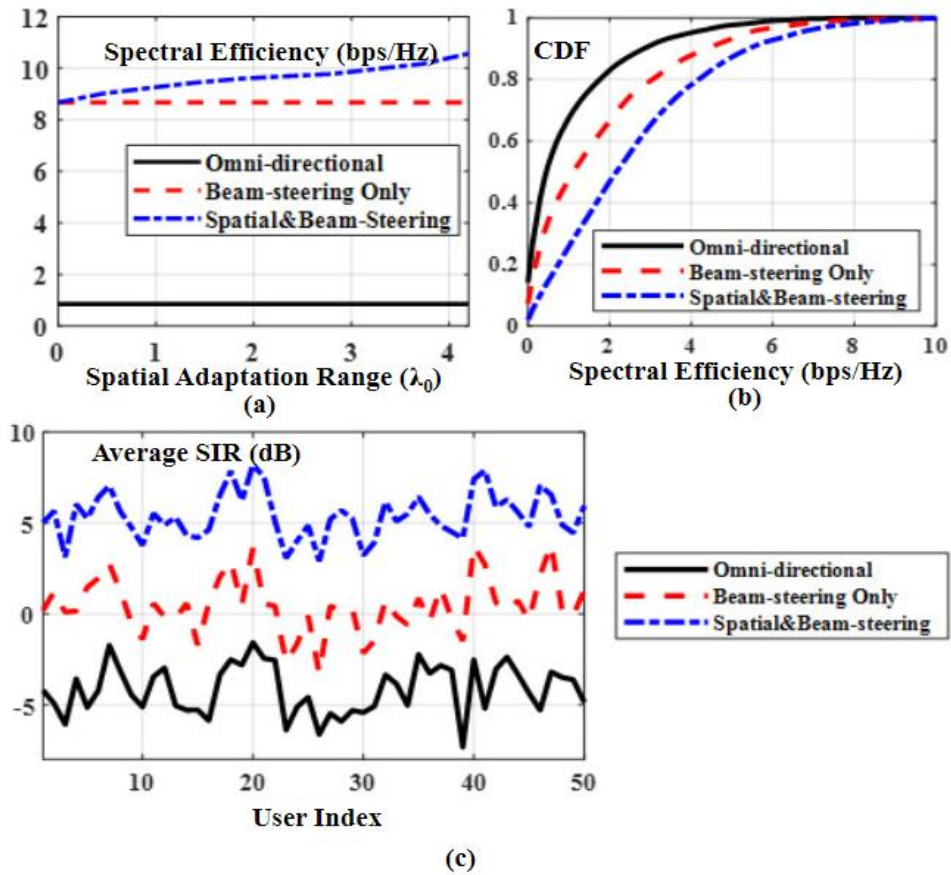 12
10
8
6
4
2
0
Spectral Efficiency (bps/Hz)
Omni-directional
Beam-steering Only
Spatial&Beam-Steering
0 1 2 3 4
Spatial Adaptation Range (λ0)
(a)
1
0.8
0.6
0.4
0.2
0
CDF
Omni-directional
Beam-steering Only
Spatial&Beam-steering
0 2 4 6 8 10
Spectral Efficiency (bps/Hz)
(b)
10
5
0
-5
Average SIR (dB)
10 20 30 40 50
User Index
Omni-directional
Beam-steering Only
Spatial&Beam-steering
(c)